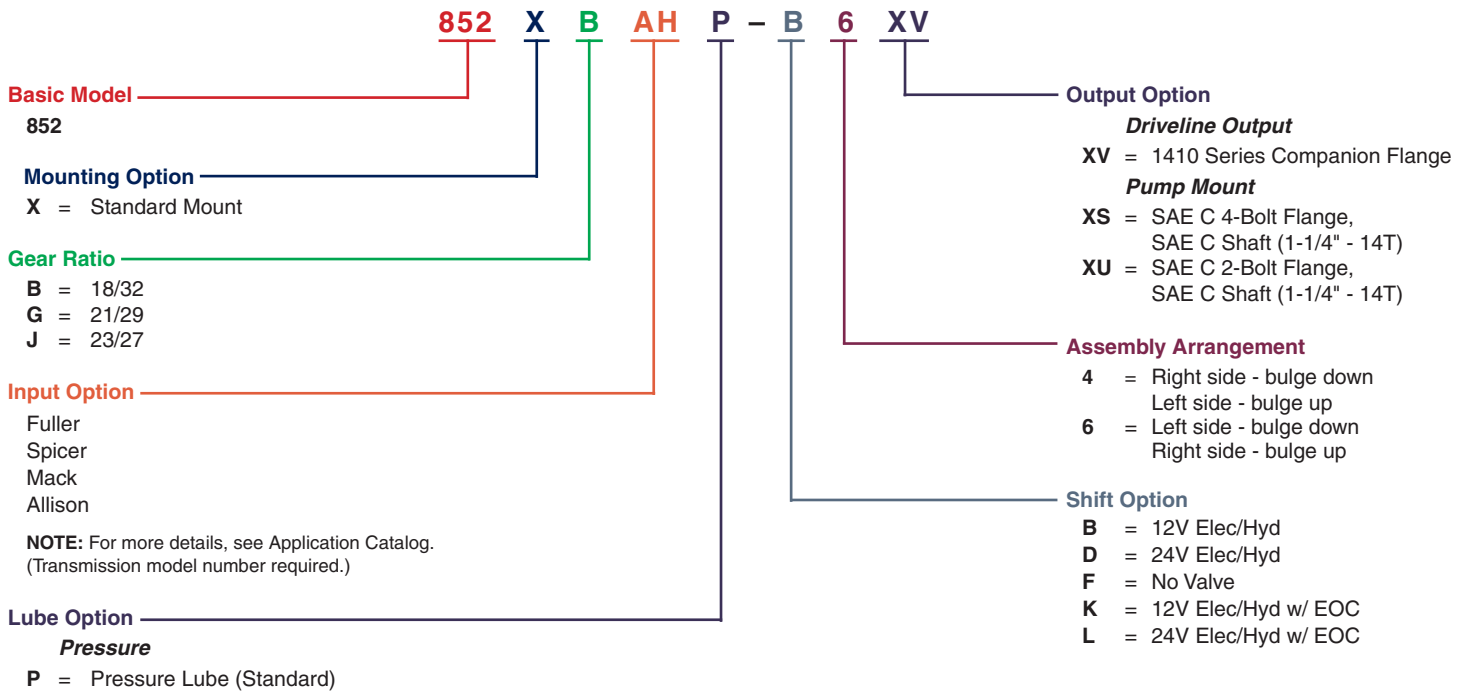 852 X B AH P – B 6 XV
Basic Model
852
Mounting Option
X = Standard Mount
Gear Ratio
B = 18/32
G = 21/29
J = 23/27
Input Option
Fuller
Spicer
Mack
Allison
NOTE: For more details, see Application Catalog.
(Transmission model number required.)
Lube Option
Pressure
P = Pressure Lube (Standard)
Output Option
Driveline Output
XV = 1410 Series Companion Flange
Pump Mount
XS = SAE C 4-Bolt Flange,
SAE C Shaft (1-1/4" - 14T)
XU = SAE C 2-Bolt Flange,
SAE C Shaft (1-1/4" - 14T)
Assembly Arrangement
4 = Right side - bulge down
Left side - bulge up
6 = Left side - bulge down
Right side - bulge up
Shift Option
B = 12V Elec/Hyd
D = 24V Elec/Hyd
F = No Valve
K = 12V Elec/Hyd w/ EOC
L = 24V Elec/Hyd w/ EOC